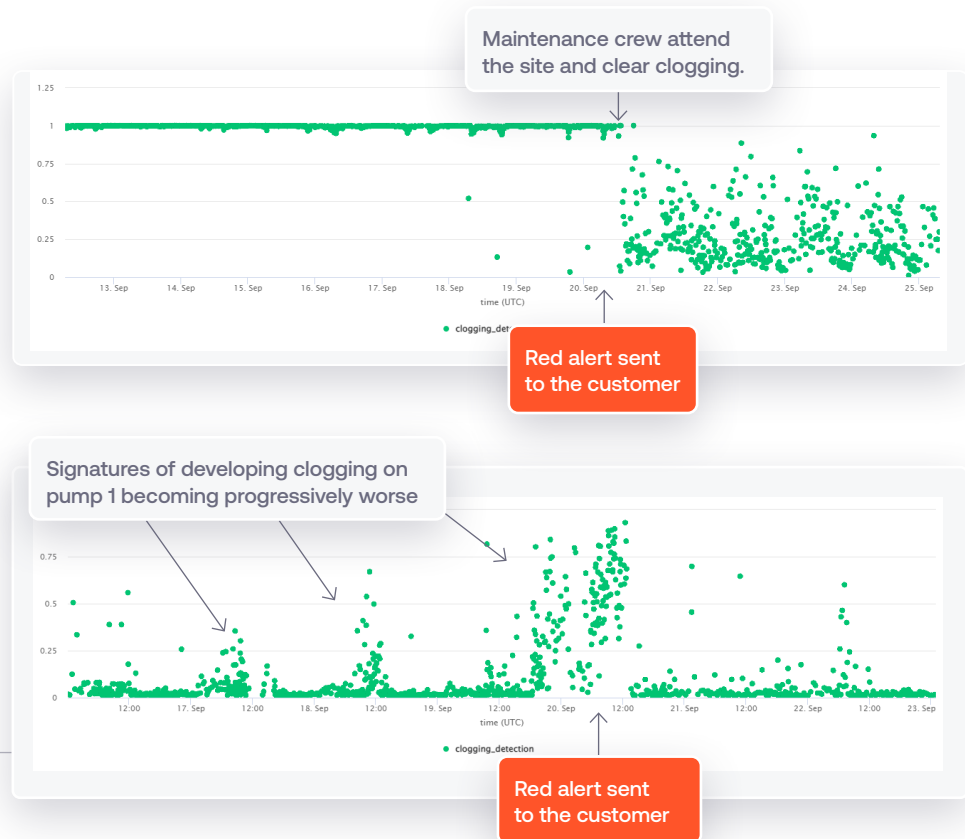 Maintenance crew attend
the site and clear clogging.
1.25
1
0.75
0.5
0.25
0
13. Sep 14. Sep 15. Sep 16. Sep 17. Sep 18. Sep 19. Sep 20. Sep 21. Sep 22. Sep 23. Sep 24. Sep 25. Sep
time (UTC)
Red alert sent
to the customer
Signatures of developing clogging on
pump 1 becoming progressively worse
0.75
0.5
0.25
0
12:00 17. Sep 12:00 18. Sep 12:00 19. Sep 12:00 20. Sep 12:00 21. Sep 12:00 22. Sep 12:00 23. Sep
time (UTC)
clogging_detection
Red alert sent
to the customer